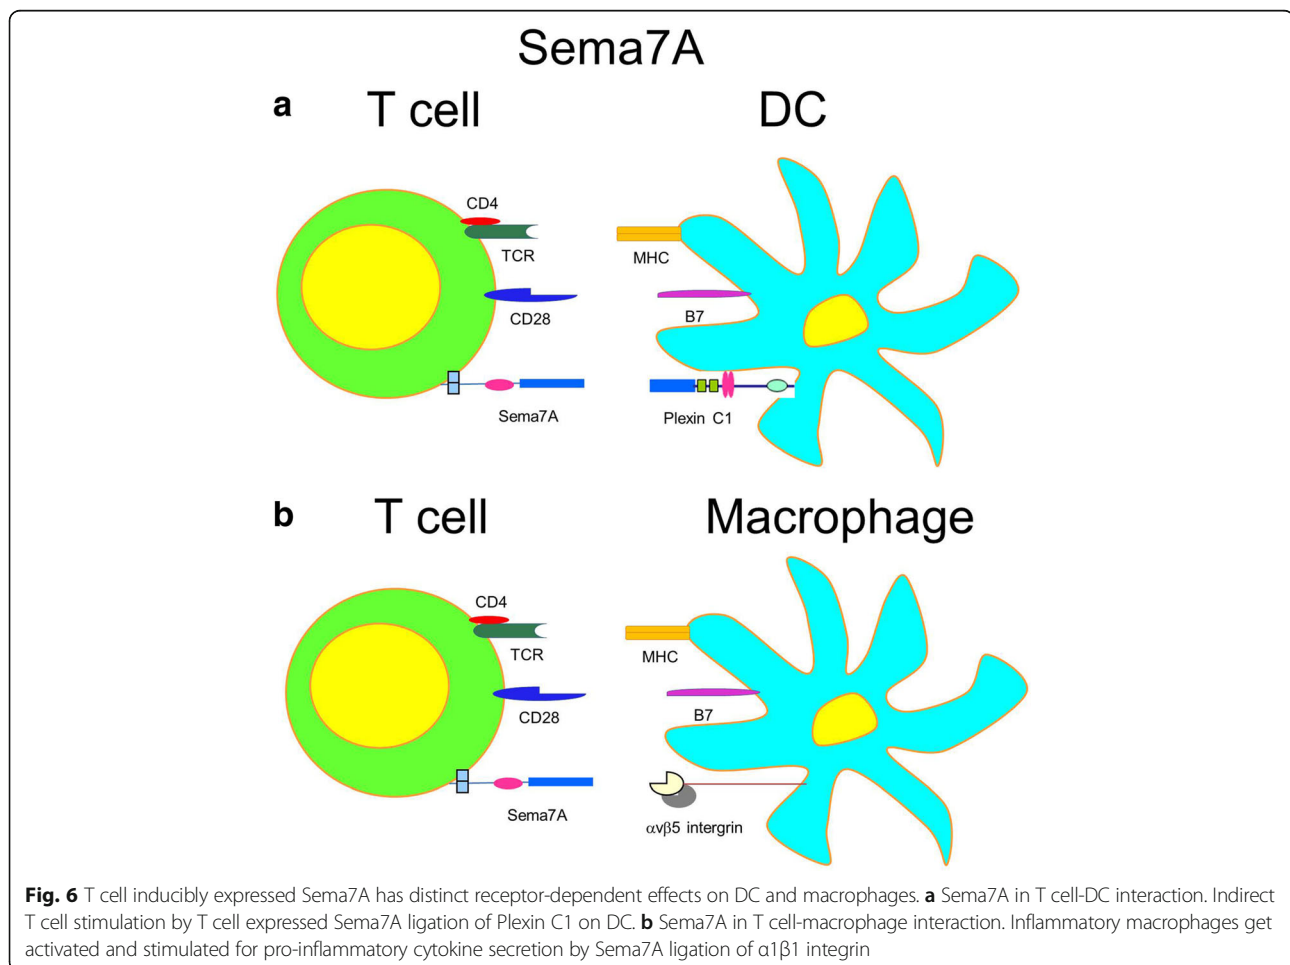 Sema7A
a T cell DC
CD4
TCR
MHC
CD28
B7
Sema7A
Plexin C1
b T cell Macrophage
CD4
TCR
MHC
CD28
B7
Sema7A
αvβ5 intergrin
Fig. 6 T cell inducibly expressed Sema7A has distinct receptor-dependent effects on DC and macrophages. a Sema7A in T cell-DC interaction. Indirect
T cell stimulation by T cell expressed Sema7A ligation of Plexin C1 on DC. b Sema7A in T cell-macrophage interaction. Inflammatory macrophages get
activated and stimulated for pro-inflammatory cytokine secretion by Sema7A ligation of α1β1 integrin